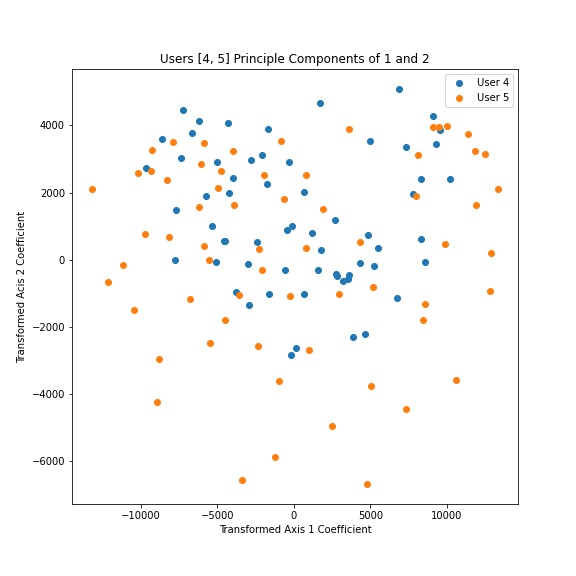 Users [4, 5] Principle Components of 1 and 2
User 4
User 5
Transformed Acis 2 Coefficient
4000
2000
0
−2000
−4000
−6000
−10000
−5000
0
5000
10000
Transformed Axis 1 Coefficient